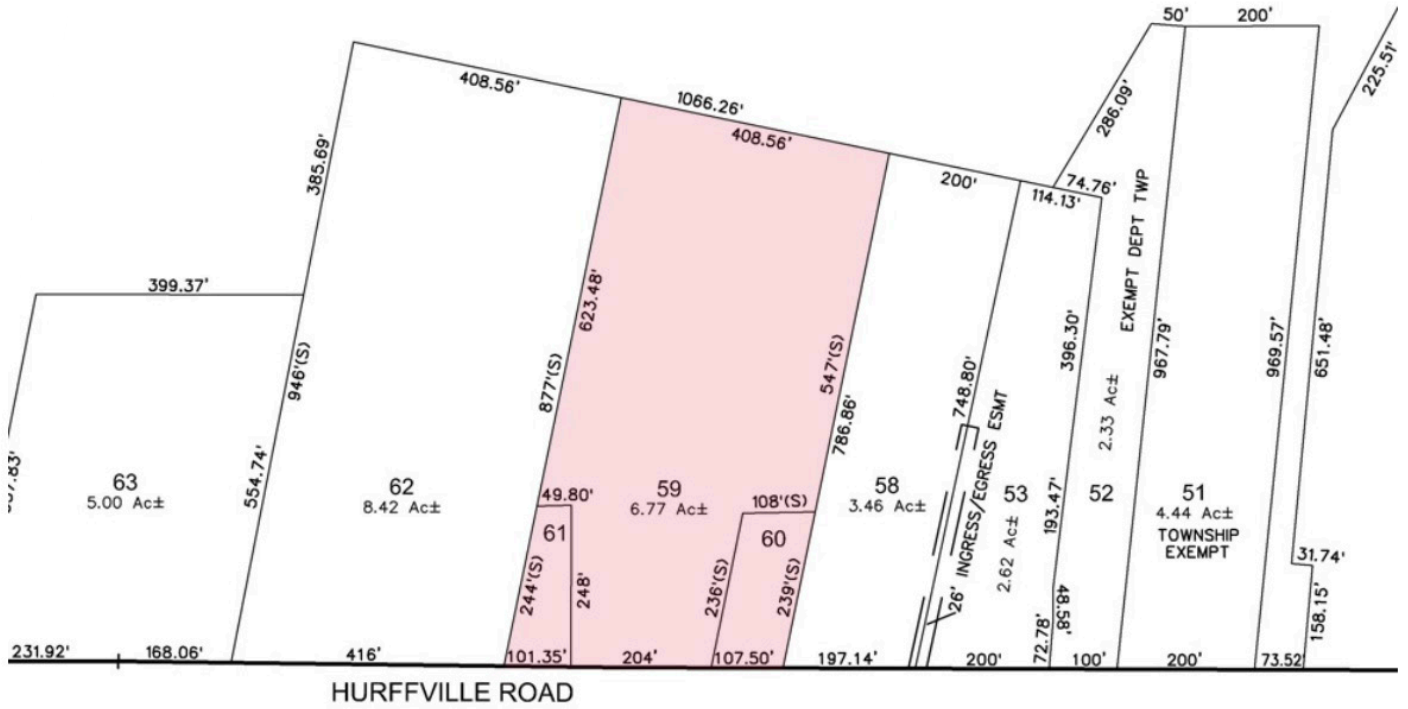 50'
200'
225.51'
408.56'
1066.26'
408.56'
286.09'
200'
74.76'
114.13'
385.69'
EXEMPT DEPT TWP
399.37'
623.48'
946'(S)
877'(S)
547'(S)
786.86'
748.80'
396.30'
967.79'
969.57'
651.48'
2.33 Ac±
554.74'
63
5.00 Ac±
62
8.42 Ac±
49.80'
59
6.77 Ac±
108'(S)
58
3.46 Ac±
26' INGRESS/EGRESS ESMT
53
2.62 Ac±
193.47'
52
51
4.44 Ac±
TOWNSHIP
EXEMPT
61
60
31.74'
244'(S)
248'
236'(S)
239'(S)
48.58'
158.15'
231.92'
168.06'
416'
101.35'
204'
107.50'
197.14'
200'
72.78'
100'
200'
73.52'
HURFFVILLE ROAD